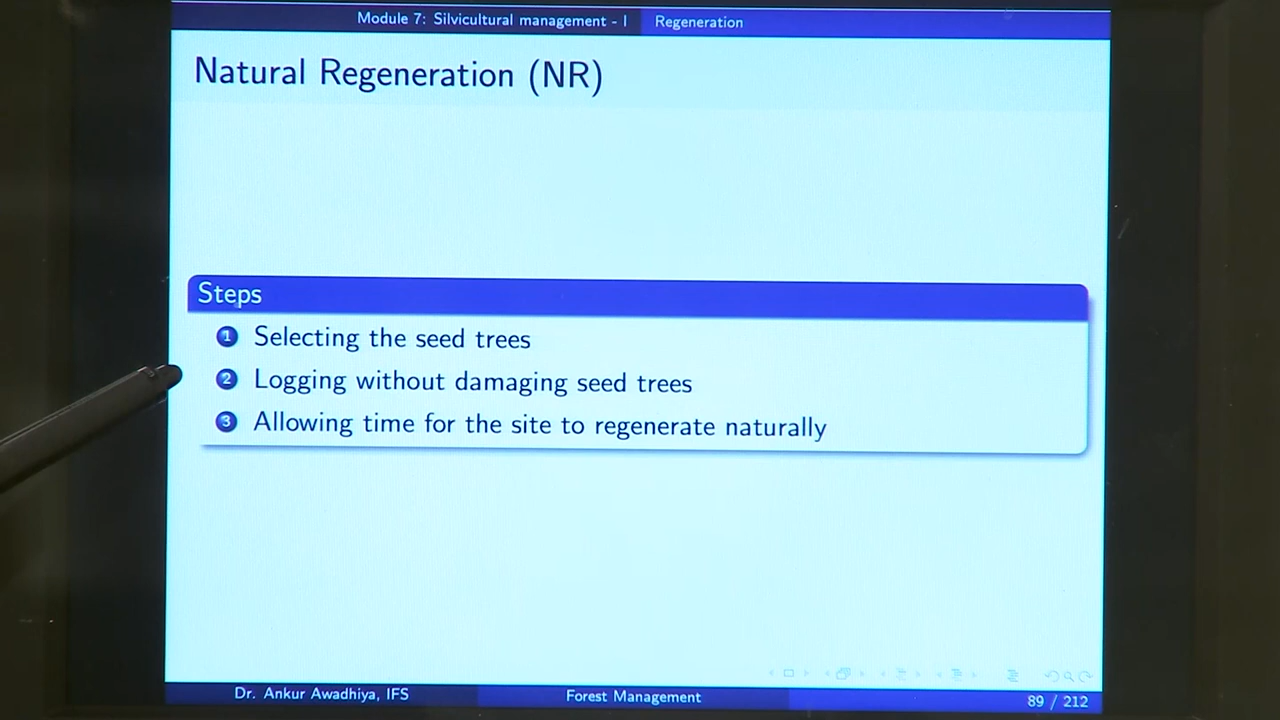 Module 7: Silvicultural management - I Regeneration
Natural Regeneration (NR)
Steps
1 Selecting the seed trees
2 Logging without damaging seed trees
3 Allowing time for the site to regenerate naturally
Dr. Ankur Awadhiya, IFS Forest Management 89 / 212